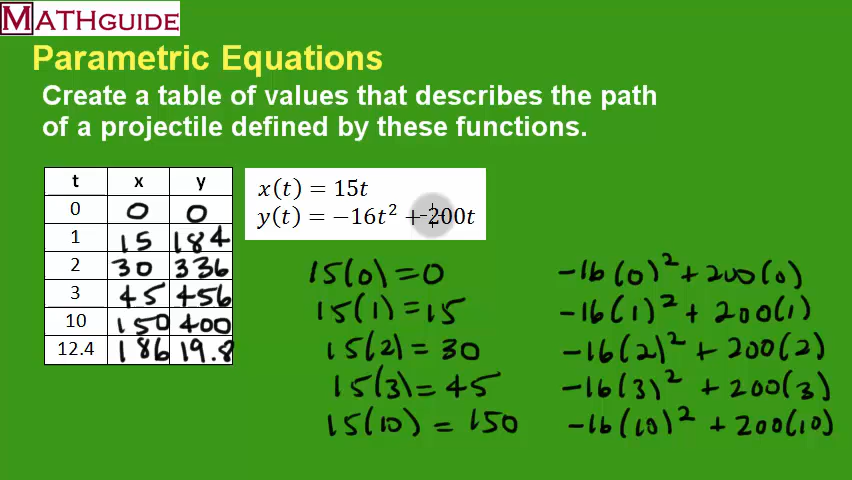 MATHGUIDE
Parametric Equations
Create a table of values that describes the path
of a projectile defined by these functions.
t x y
0 0 0
1 15 184
2 30 336
3 45 456
10 150 400
12.4 186 19.8
x(t) = 15t
y(t) = −16t² + 200t
15(0) = 0 -16(0)² + 200(0)
15(1) = 15 -16(1)² + 200(1)
15(2) = 30 -16(2)² + 200(2)
15(3) = 45 -16(3)² + 200(3)
15(10) = 150 -16(10)² + 200(10)